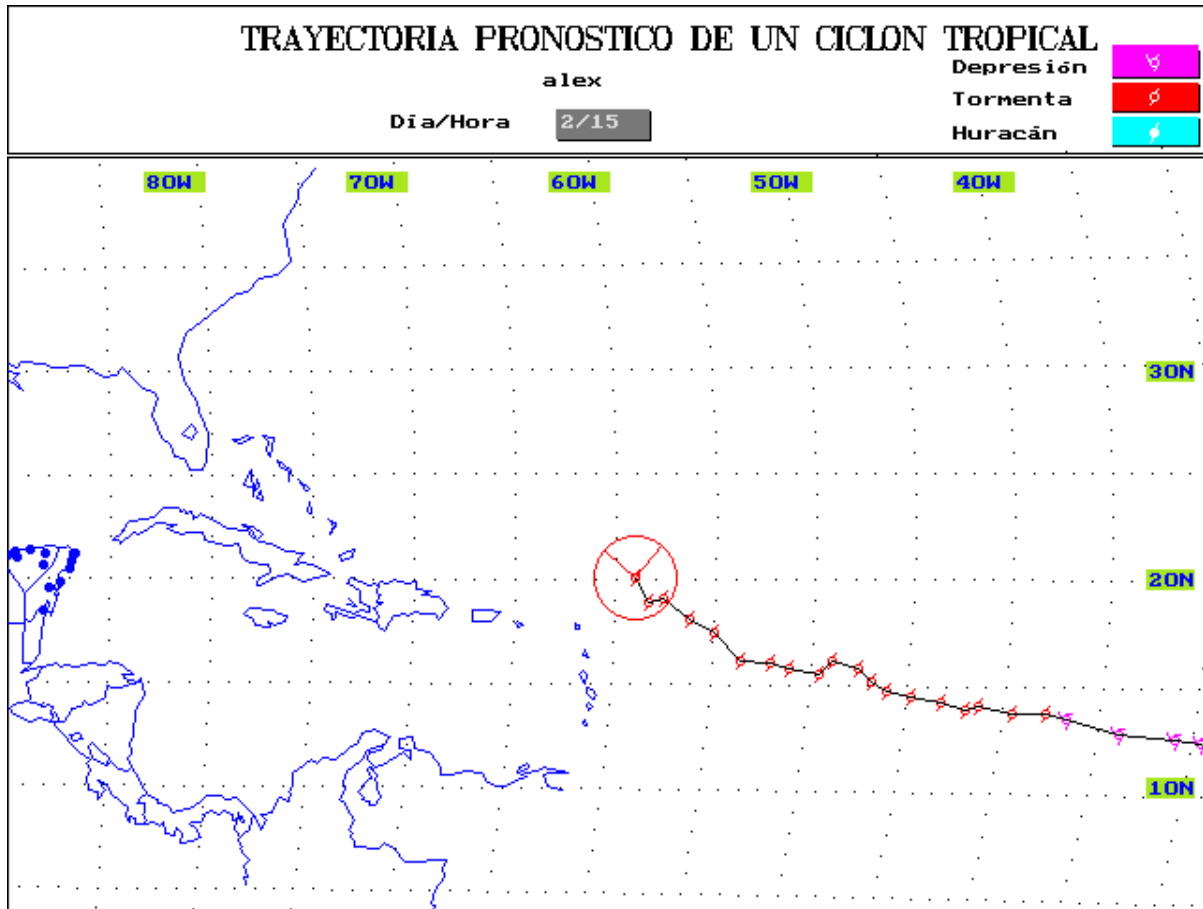 TRAYECTORIA PRONOSTICO DE UN CICLON TROPICAL
alex
Día/Hora 2/15
Depresión
Tormenta
Huracán
80W 70W 60W 50W 40W
30N
20N
10N